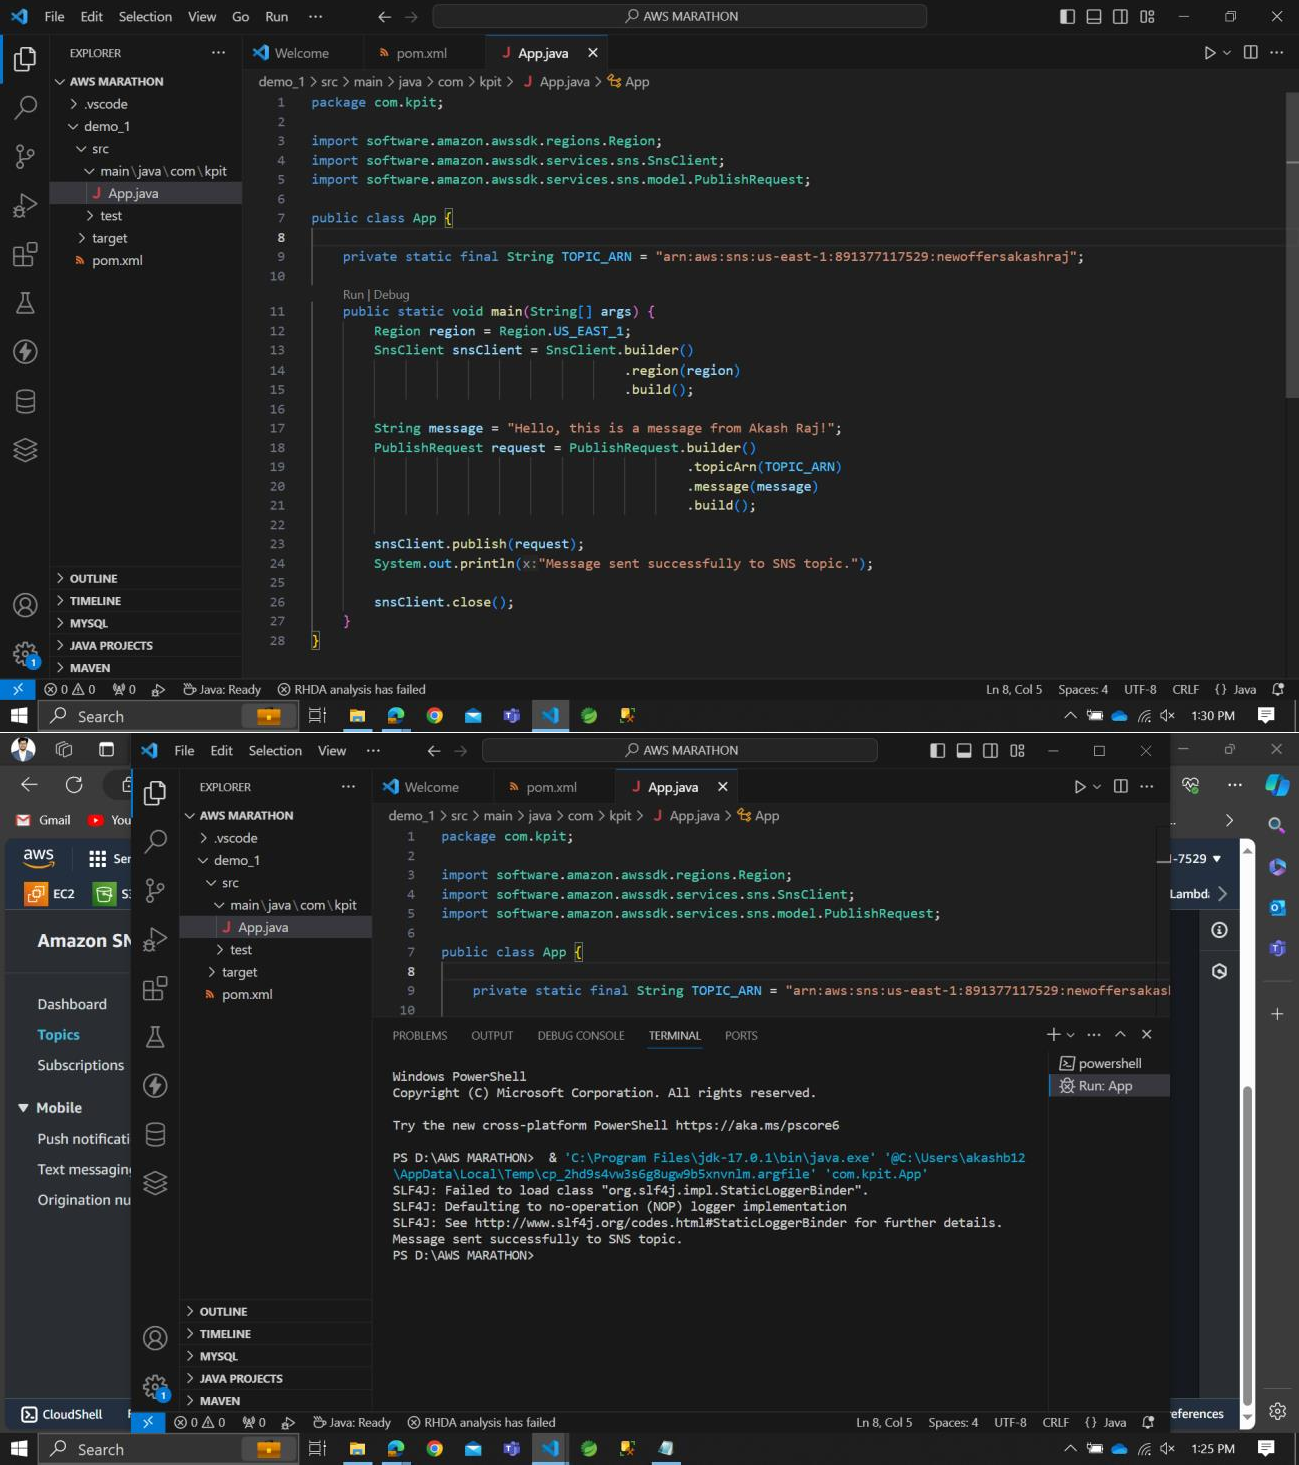 File Edit Selection View Go Run ··· AWS MARATHON
EXPLORER ···
AWS MARATHON
.vscode
demo_1
src
main\java\com\kpit
J App.java
test
target
pom.xml
OUTLINE
TIMELINE
MYSQL
JAVA PROJECTS
MAVEN
Welcome pom.xml J App.java
demo_1 > src > main > java > com > kpit > J App.java > App
1 package com.kpit;
2
3 import software.amazon.awssdk.regions.Region;
4 import software.amazon.awssdk.services.sns.SnsClient;
5 import software.amazon.awssdk.services.sns.model.PublishRequest;
6
7 public class App {
8
9 private static final String TOPIC_ARN = "arn:aws:sns:us-east-1:891377117529:newoffersakashraj";
10
Run | Debug
11 public static void main(String[] args) {
12 Region region = Region.US_EAST_1;
13 SnsClient snsClient = SnsClient.builder()
14 .region(region)
15 .build();
16
17 String message = "Hello, this is a message from Akash Raj!";
18 PublishRequest request = PublishRequest.builder()
19 .topicArn(TOPIC_ARN)
20 .message(message)
21 .build();
22
23 snsClient.publish(request);
24 System.out.println(x:"Message sent successfully to SNS topic.");
25
26 snsClient.close();
27 }
28 }
1
0 0 0 Java: Ready RHDA analysis has failed Ln 8, Col 5 Spaces: 4 UTF-8 CRLF {} Java
Search 1:30 PM
File Edit Selection View ··· AWS MARATHON
Gmail You
aws Ser
EC2 S
Amazon SN
Dashboard
Topics
Subscriptions
Mobile
Push notificati
Text messaging
Origination nu
CloudShell F
EXPLORER ···
AWS MARATHON
.vscode
demo_1
src
main\java\com\kpit
J App.java
test
target
pom.xml
OUTLINE
TIMELINE
MYSQL
JAVA PROJECTS
MAVEN
Welcome pom.xml J App.java
demo_1 > src > main > java > com > kpit > J App.java > App
1 package com.kpit;
2
3 import software.amazon.awssdk.regions.Region;
4 import software.amazon.awssdk.services.sns.SnsClient;
5 import software.amazon.awssdk.services.sns.model.PublishRequest;
6
7 public class App {
8
9 private static final String TOPIC_ARN = "arn:aws:sns:us-east-1:891377117529:newoffersakas
10
PROBLEMS OUTPUT DEBUG CONSOLE TERMINAL PORTS
powershell
Run: App
Windows PowerShell
Copyright (C) Microsoft Corporation. All rights reserved.
Try the new cross-platform PowerShell https://aka.ms/pscore6
PS D:\AWS MARATHON> & 'C:\Program Files\jdk-17.0.1\bin\java.exe' '@C:\Users\akashb12
\AppData\Local\Temp\cp_2hd9s4vw3s6g8ugw9b5xnvnlm.argfile' 'com.kpit.App'
SLF4J: Failed to load class "org.slf4j.impl.StaticLoggerBinder".
SLF4J: Defaulting to no-operation (NOP) logger implementation
SLF4J: See http://www.slf4j.org/codes.html#StaticLoggerBinder for further details.
Message sent successfully to SNS topic.
PS D:\AWS MARATHON>
-7529
Lambda
eferences
1
0 0 0 Java: Ready RHDA analysis has failed Ln 8, Col 5 Spaces: 4 UTF-8 CRLF {} Java
Search 1:25 PM